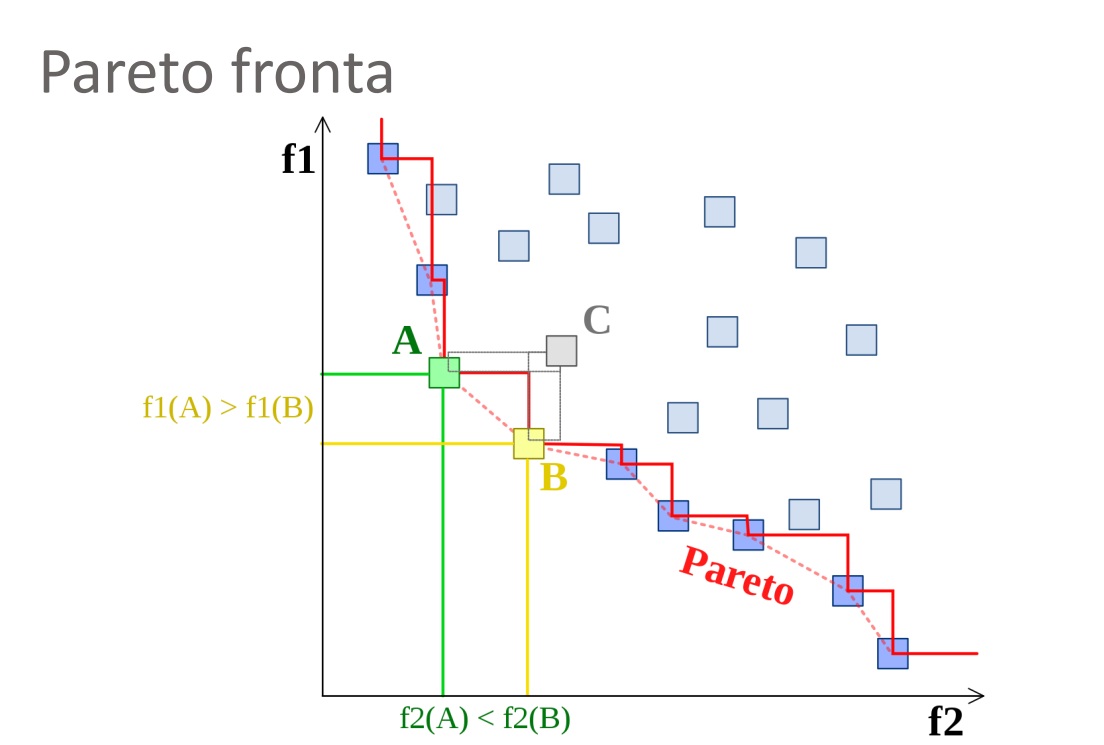 Pareto fronta
f1
A
C
f1(A) > f1(B)
B
Pareto
f2(A) < f2(B)
f2